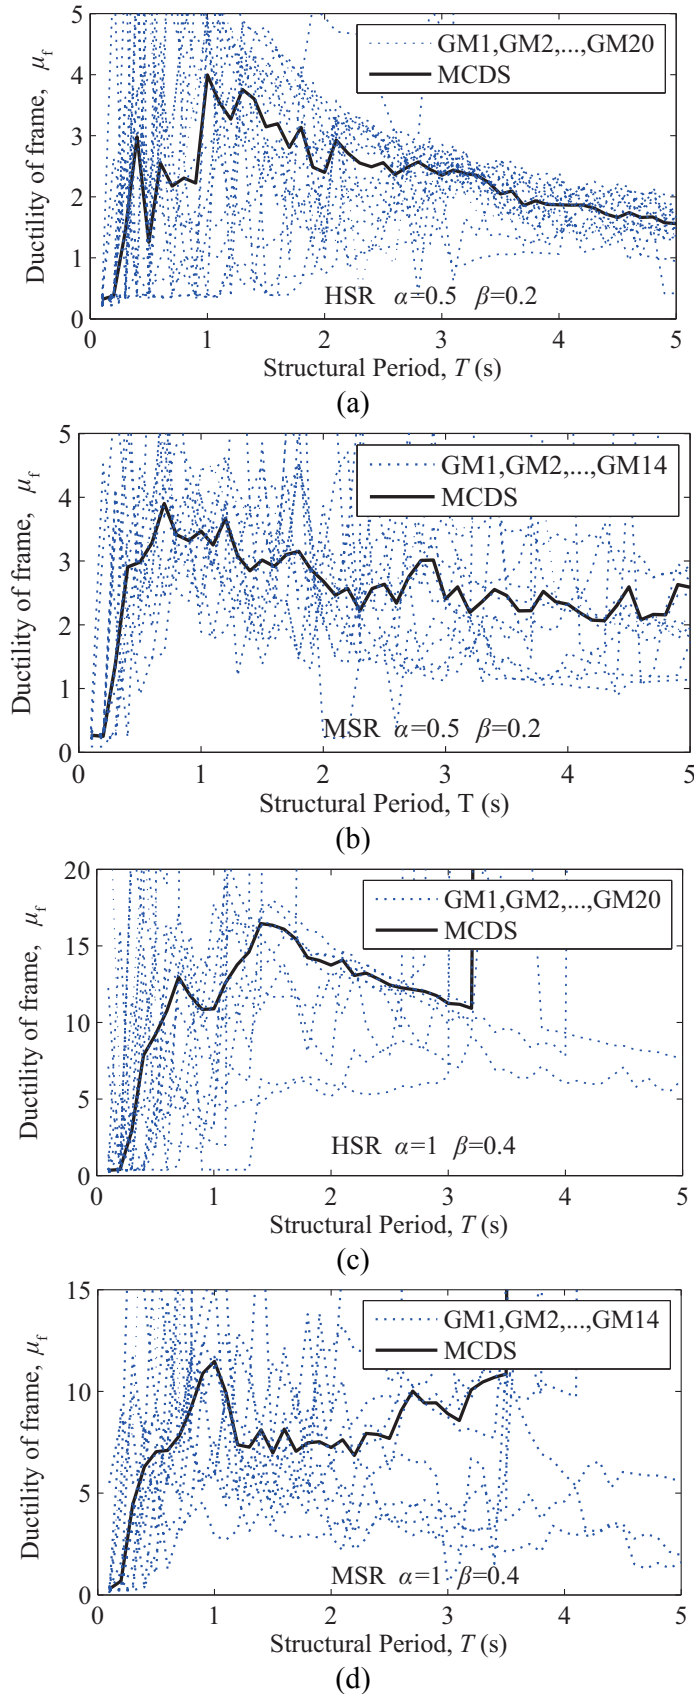 5
4
3
2
1
0
Ductility of frame, μf
GM1,GM2,...,GM20
MCDS
HSR α=0.5 β=0.2
0 1 2 3 4 5
Structural Period, T (s)
(a)
5
4
3
2
1
0
Ductility of frame, μf
GM1,GM2,...,GM14
MCDS
MSR α=0.5 β=0.2
0 1 2 3 4 5
Structural Period, T (s)
(b)
20
15
10
5
0
Ductility of frame, μf
GM1,GM2,...,GM20
MCDS
HSR α=1 β=0.4
0 1 2 3 4 5
Structural Period, T (s)
(c)
15
10
5
0
Ductility of frame, μf
GM1,GM2,...,GM14
MCDS
MSR α=1 β=0.4
0 1 2 3 4 5
Structural Period, T (s)
(d)